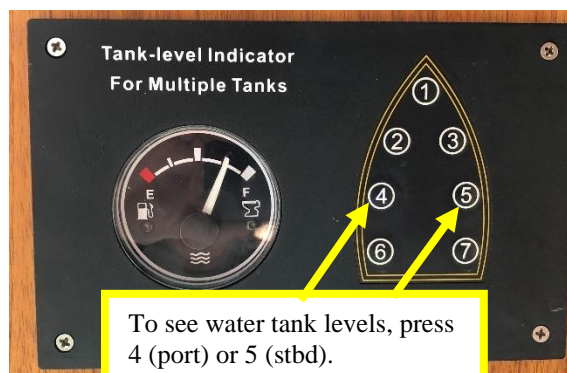 Tank-level Indicator
For Multiple Tanks
1
2 3
E F
4 5
6 7
To see water tank levels, press
4 (port) or 5 (stbd).